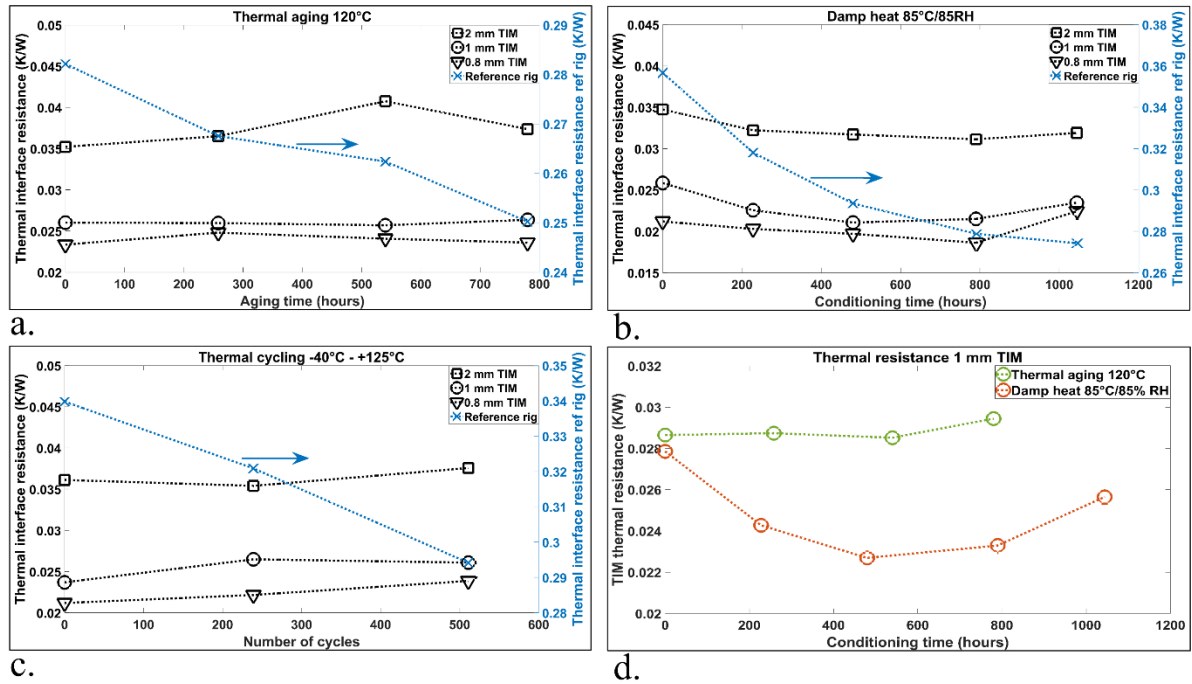 Thermal aging 120°C
0.05
0.045
0.04
0.035
0.03
0.025
0.02
Thermal interface resistance (K/W)
2 mm TIM
1 mm TIM
0.8 mm TIM
Reference rig
0.29
0.28
0.27
0.26
0.25
0.24
Thermal interface resistance ref rig (K/W)
0 100 200 300 400 500 600 700 800
Aging time (hours)
a.
Damp heat 85°C/85RH
0.045
0.04
0.035
0.03
0.025
0.02
0.015
Thermal interface resistance (K/W)
2 mm TIM
1 mm TIM
0.8 mm TIM
Reference rig
0.38
0.36
0.34
0.32
0.3
0.28
0.26
Thermal interface resistance ref rig (K/W)
0 200 400 600 800 1000 1200
Conditioning time (hours)
b.
Thermal cycling -40°C - +125°C
0.05
0.045
0.04
0.035
0.03
0.025
0.02
Thermal interface resistance (K/W)
2 mm TIM
1 mm TIM
0.8 mm TIM
Reference rig
0.35
0.34
0.33
0.32
0.31
0.3
0.29
0.28
Thermal interface resistance ref rig (K/W)
0 100 200 300 400 500 600
Number of cycles
c.
Thermal resistance 1 mm TIM
0.032
0.03
0.028
0.026
0.024
0.022
0.02
TIM thermal resistance (K/W)
Thermal aging 120°C
Damp heat 85°C/85% RH
0 200 400 600 800 1000 1200
Conditioning time (hours)
d.